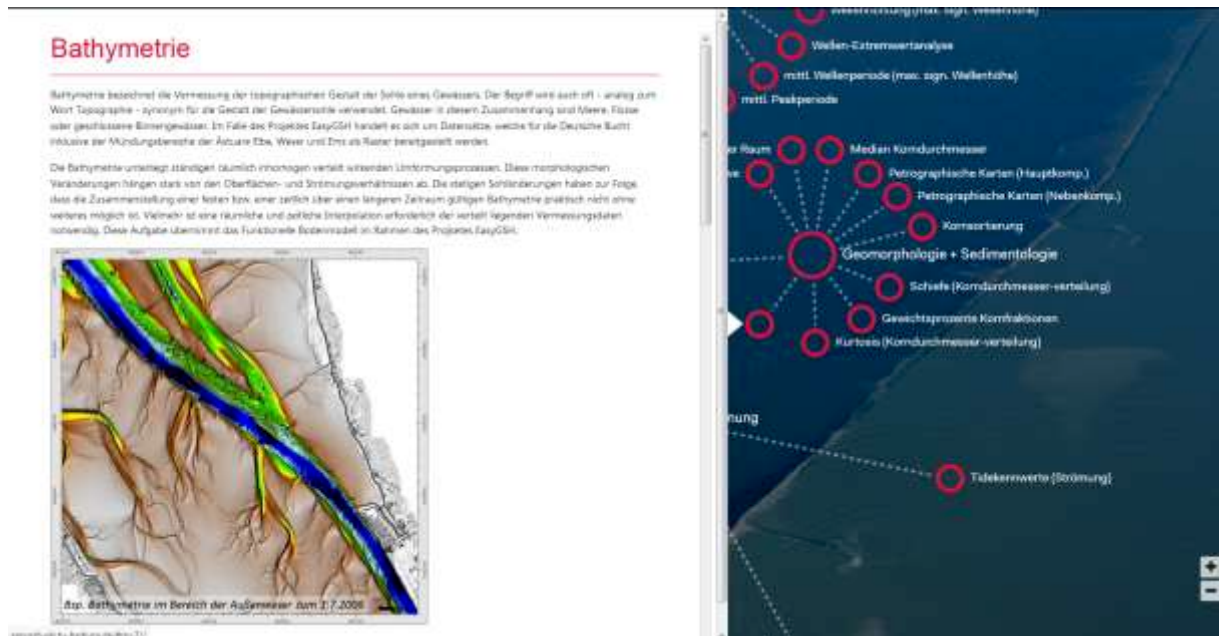 Bathymetrie
Bathymetrie bezeichnet die Vermessung der topographischen Gestalt der Sohle eines Gewässers. Der Begriff wird auch oft - analog zum
Wort Topographie - synonym für die Gestalt der Gewässersohle verwendet. Gewässer in diesem Zusammenhang sind Meere, Flüsse
oder geschlossene Binnengewässer. Im Falle des Projektes EasyGSH handelt es sich um Datensätze, welche für die Deutsche Bucht
inklusive der Mündungsbereiche der Ästuare Elbe, Weser und Ems als Raster bereitgestellt werden.
Die Bathymetrie unterliegt ständigen räumlich inhomogen verteilt wirkenden Umformungsprozessen. Diese morphologischen
Veränderungen hängen stark von den Oberflächen- und Strömungsverhältnissen ab. Die stetigen Sohländerungen haben zur Folge,
dass die Zusammenstellung einer festen bzw. einer zeitlich über einen längeren Zeitraum gültigen Bathymetrie praktisch nicht ohne
weiteres möglich ist. Vielmehr ist eine räumliche und zeitliche Interpolation erforderlich der verteilt liegenden Vermessungsdaten
notwendig. Diese Aufgabe übernimmt das Funktionelle Bodenmodell im Rahmen des Projektes EasyGSH.
Bsp. Bathymetrie im Bereich der Außenweser zum 1.7.2006
Wellenrichtung (max. sign. Wellenhöhe)
Wellen-Extremwertanalyse
mittl. Wellenperiode (max. sign. Wellenhöhe)
mittl. Peakperiode
er Raum
Median Korndurchmesser
Petrographische Karten (Hauptkomp.)
Petrographische Karten (Nebenkomp.)
Kornsortierung
Geomorphologie + Sedimentologie
Schiefe (Korndurchmesser-verteilung)
Gewichtsprozente Kornfraktionen
Kurtosis (Korndurchmesser-verteilung)
nung
Tidekennwerte (Strömung)
+
-